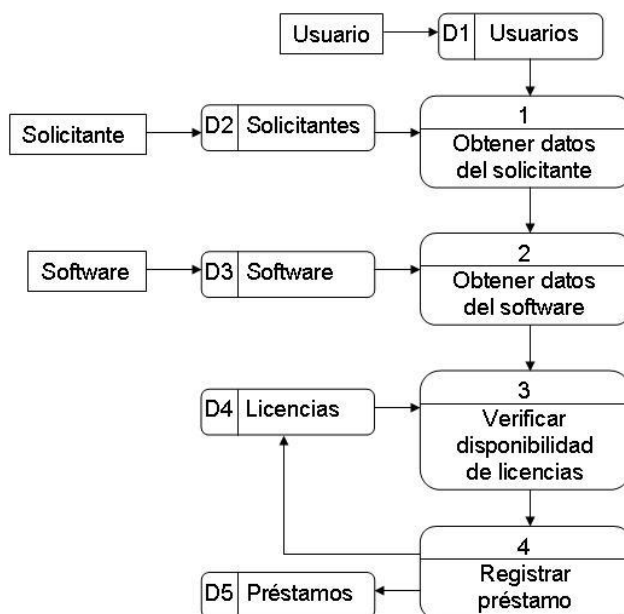 Usuario
D1 Usuarios
1
Solicitante
D2 Solicitantes
Obtener datos
del solicitante
2
Software
D3 Software
Obtener datos
del software
3
D4 Licencias
Verificar
disponibilidad
de licencias
4
D5 Préstamos
Registrar
préstamo